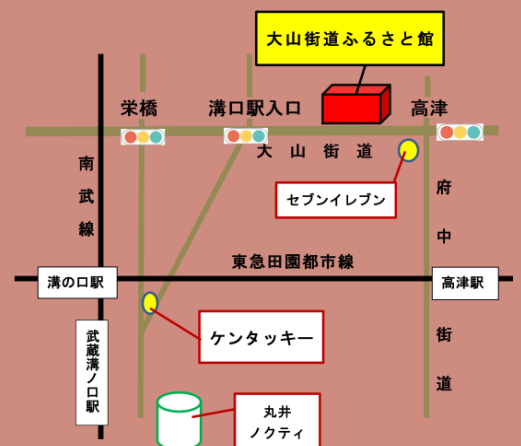 大山街道ふるさと館
栄橋
溝口駅入口
高津
大山街道
南武線
セブンイレブン
府中街道
東急田園都市線
溝の口駅
高津駅
武蔵溝ノ口駅
ケンタッキー
丸井
ノクティ